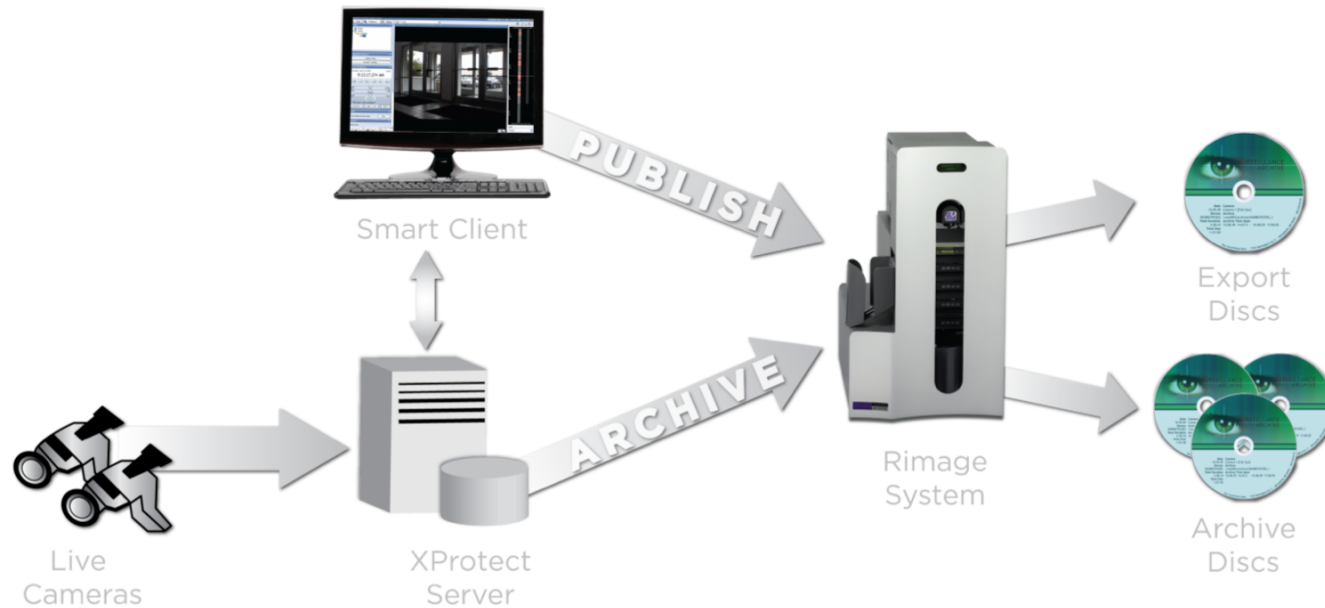 PUBLISH
Smart Client
Export
Discs
ARCHIVE
Rimage
System
Live
Cameras
XProtect
Server
Archive
Discs